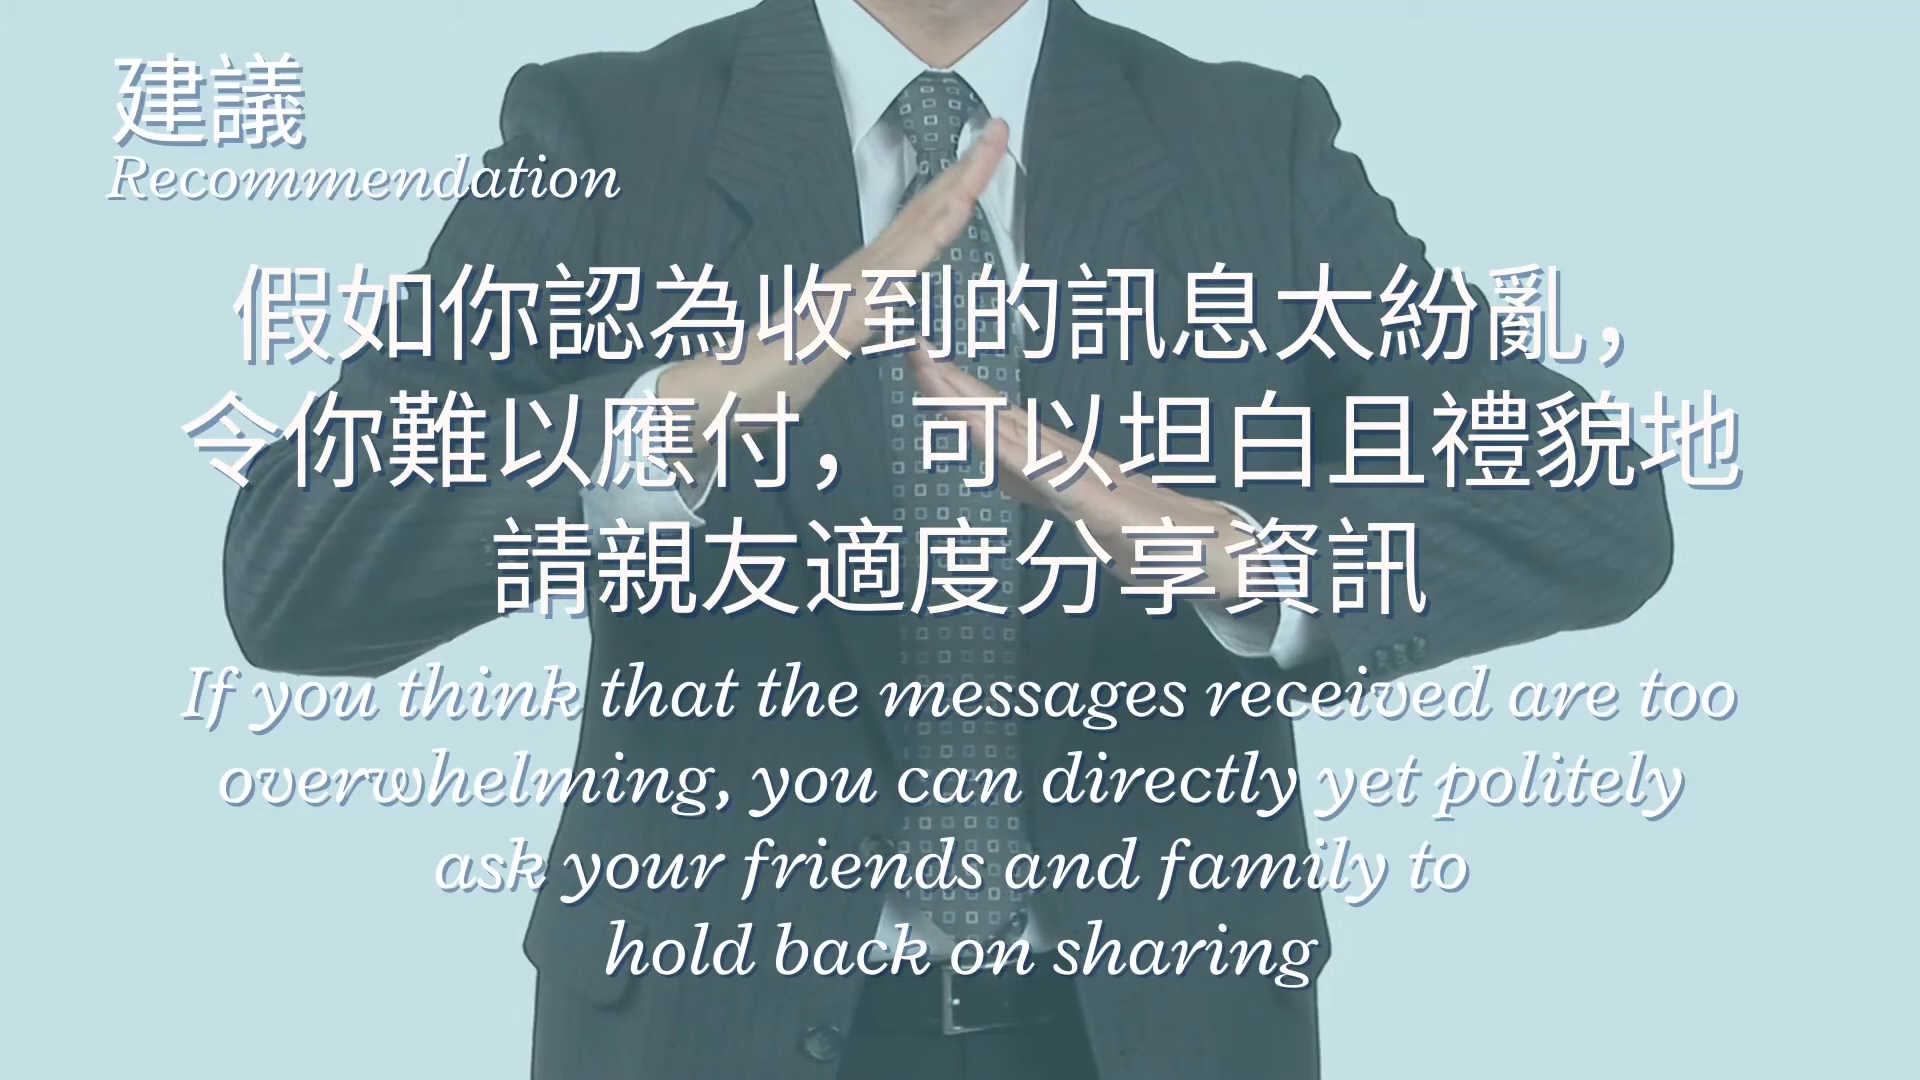 建議
Recommendation
假如你認為收到的訊息太紛亂，
令你難以應付，可以坦白且禮貌地
請親友適度分享資訊
If you think that the messages received are too
overwhelming, you can directly yet politely
ask your friends and family to
hold back on sharing